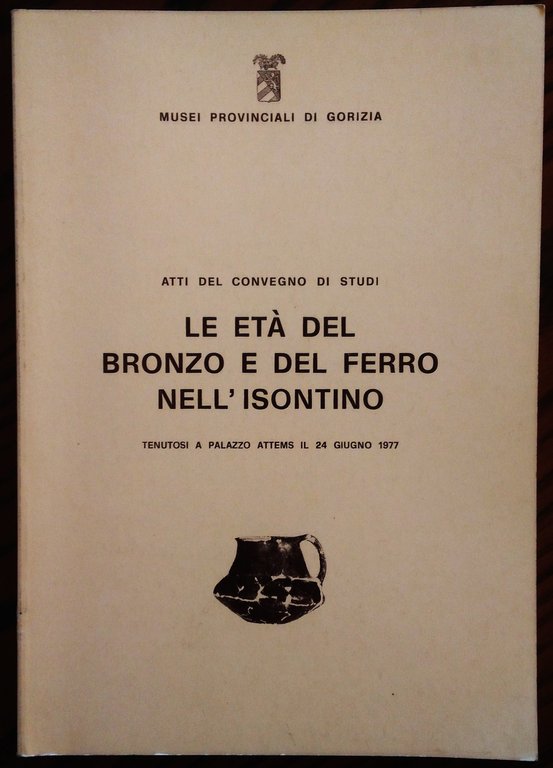 MUSEI PROVINCIALI DI GORIZIA
ATTI DEL CONVEGNO DI STUDI
LE ETÀ DEL
BRONZO E DEL FERRO
NELL'ISONTINO
TENUTOSI A PALAZZO ATTEMS IL 24 GIUGNO 1977